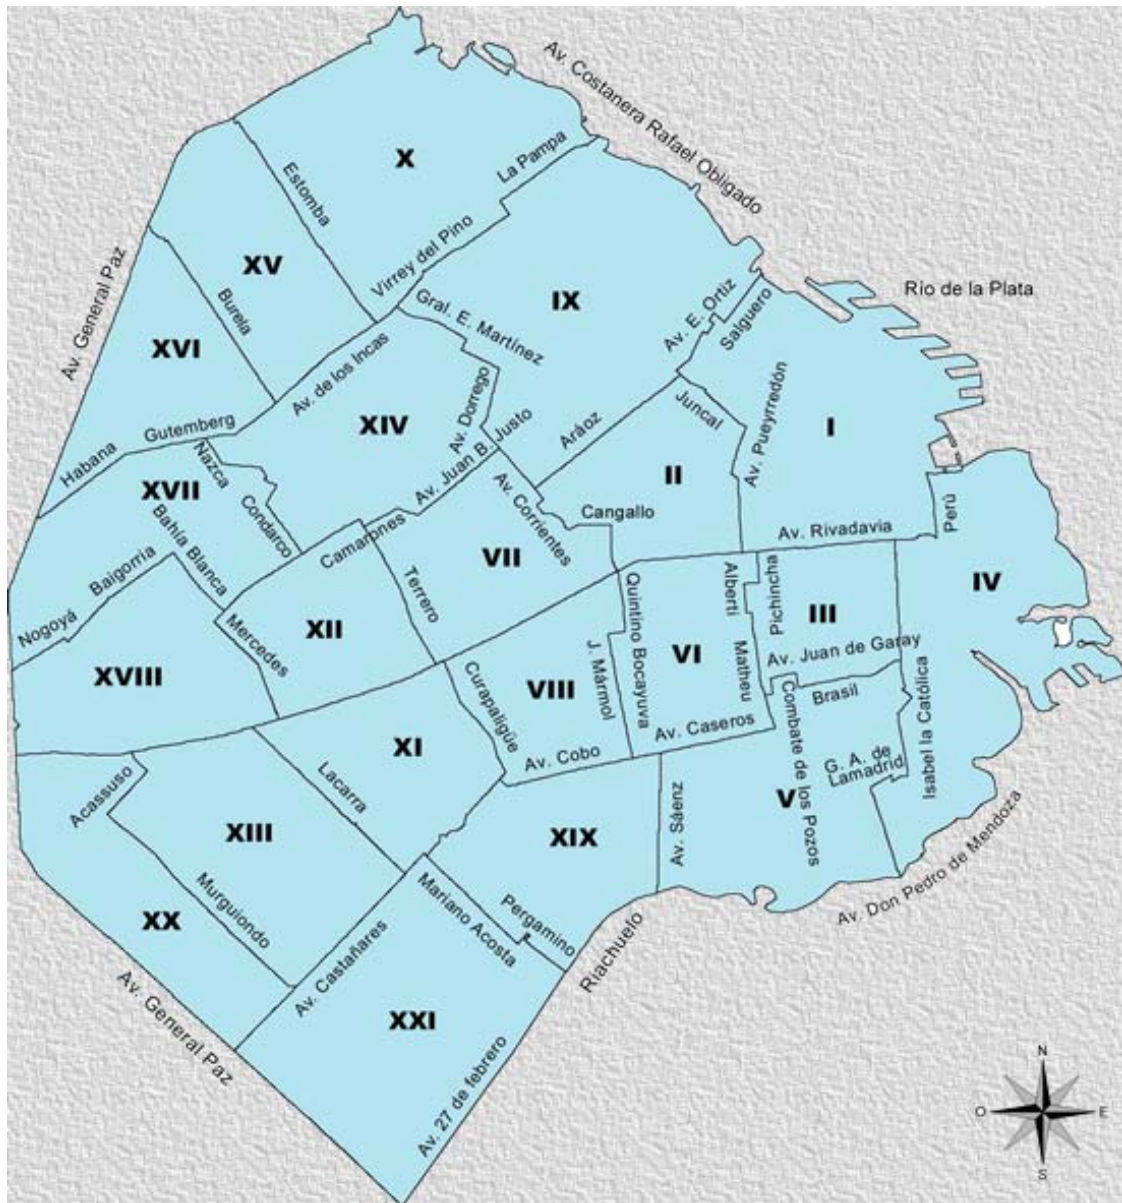 Av. Costanera Rafael Obligado
X
La Pampa
Estomba
Virrey del Pino
Av. General Paz
XV
Burela
IX
Gral. E. Martínez
Av. E. Ortiz
Salguero
Río de la Plata
XVI
Av. de los Incas
Gutemberg
Habana
XIV
Av. Dorrego
Av. Juan B. Justo
Aráoz
Juncal
Av. Pueyrredón
I
Nazca
Condarco
XVII
Bahía Blanca
Baigorria
Nogoyá
Camarones
Av. Corrientes
Cangallo
II
Av. Rivadavia
Perú
VII
Terrero
XII
Mercedes
XVIII
Quintino Bocayuva
Alberti
Pichincha
III
IV
VI
Matheu
Av. Juan de Garay
Brasil
J. Mármol
VIII
Curapaligüe
Av. Cobo
Av. Caseros
Combate de los Pozos
G. A. de
Lamadrid
Isabel la Católica
XI
Lacarra
Acassuso
XIII
Murguiondo
XIX
Av. Sáenz
V
Av. Don Pedro de Mendoza
XX
Mariano Acosta
Pergamino
Riachuelo
Av. Castañares
Av. General Paz
XXI
Av. 27 de febrero
N
O
E
S